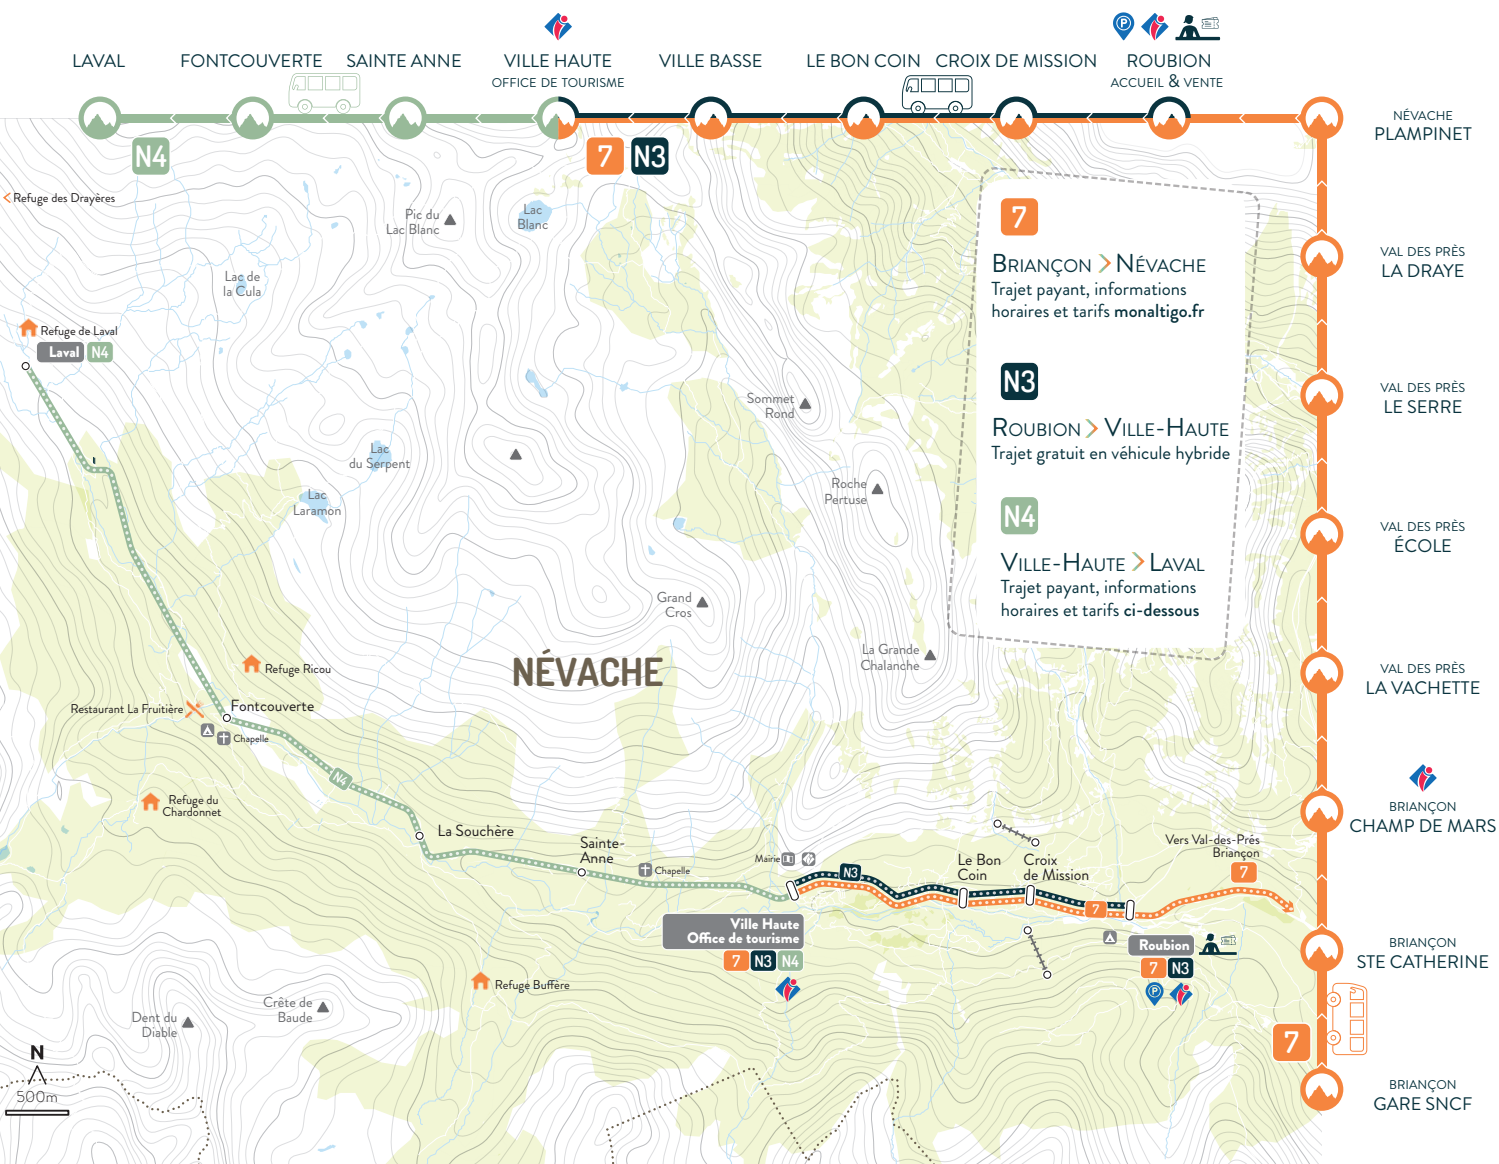 LAVAL
FONTCOUVERTE
SAINTE ANNE
VILLE HAUTE
OFFICE DE TOURISME
VILLE BASSE
LE BON COIN
CROIX DE MISSION
P
ROUBION
ACCUEIL & VENTE
N4
7 N3
NÉVACHE
PLAMPINET
VAL DES PRÈS
LA DRAYE
VAL DES PRÈS
LE SERRE
VAL DES PRÈS
ÉCOLE
VAL DES PRÈS
LA VACHETTE
BRIANÇON
CHAMP DE MARS
BRIANÇON
STE CATHERINE
7
BRIANÇON
GARE SNCF
7
BRIANÇON > NÉVACHE
Trajet payant, informations
horaires et tarifs monaltigo.fr
N3
ROUBION > VILLE-HAUTE
Trajet gratuit en véhicule hybride
N4
VILLE-HAUTE > LAVAL
Trajet payant, informations
horaires et tarifs ci-dessous
Refuge des Drayères
Pic du
Lac Blanc
Lac
Blanc
Lac de
la Cula
Refuge de Laval
Laval N4
Sommet
Rond
Lac
du Serpent
Lac
Laramon
Roche
Pertuse
Grand
Cros
La Grande
Chalanche
NÉVACHE
Refuge Ricou
Restaurant La Fruitière
Fontcouverte
Chapelle
N4
Refuge du
Chardonnet
La Souchère
Sainte-
Anne
Chapelle
Mairie
N3
Le Bon
Coin
Croix
de Mission
Vers Val-des-Prés
Briançon
7
7
Ville Haute
Office de tourisme
7 N3 N4
Roubion
7 N3
P
Refuge Buffère
Crête de
Baude
Dent du
Diable
N
500m